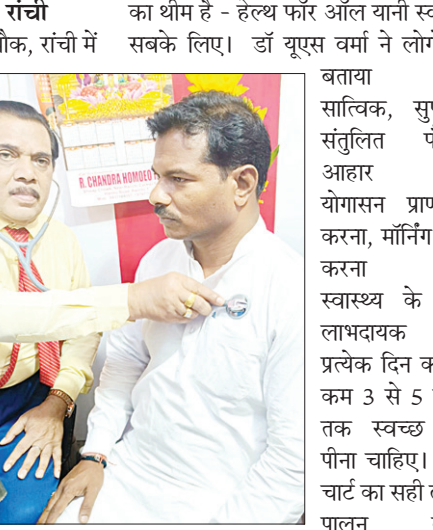 रांची
चौक, रांची में
का थीम है - हेल्थ फॉर ऑल यानी
सबके लिए। डॉ यूएस वर्मा ने
बताया
सात्विक,
संतुलित
आहार
योगासन
करना, मॉर्निंग
करना
स्वास्थ्य के
लाभदायक
प्रत्येक दिन
कम 3 से 5
तक स्वच्छ
पीना चाहिए।
चार्ट का सही
पालन
R. CHANDRA HOMOEO